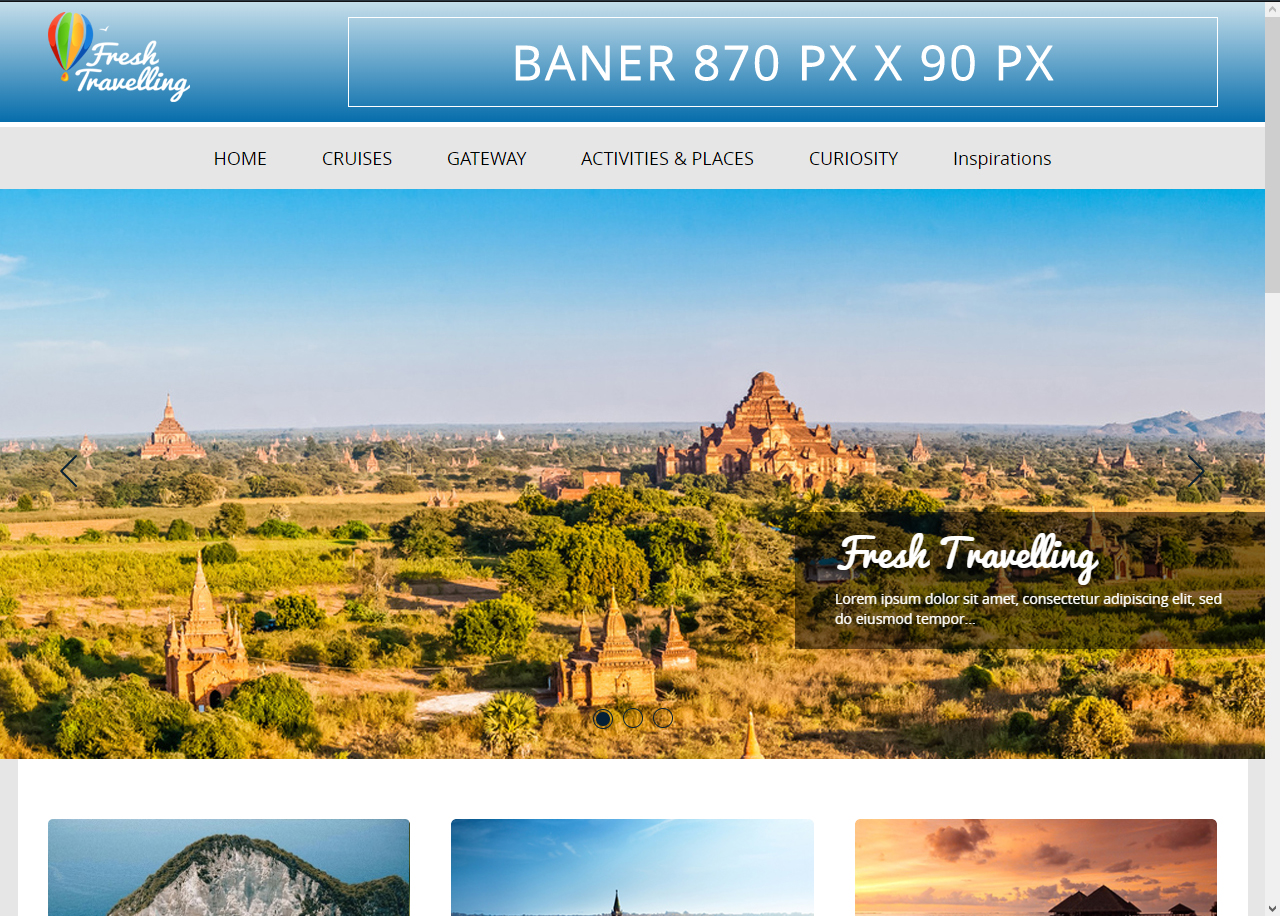 Fresh
Travelling
BANER 870 PX X 90 PX
HOME CRUISES GATEWAY ACTIVITIES & PLACES CURIOSITY Inspirations
Fresh Travelling
Lorem ipsum dolor sit amet, consectetur adipiscing elit, sed
do eiusmod tempor...